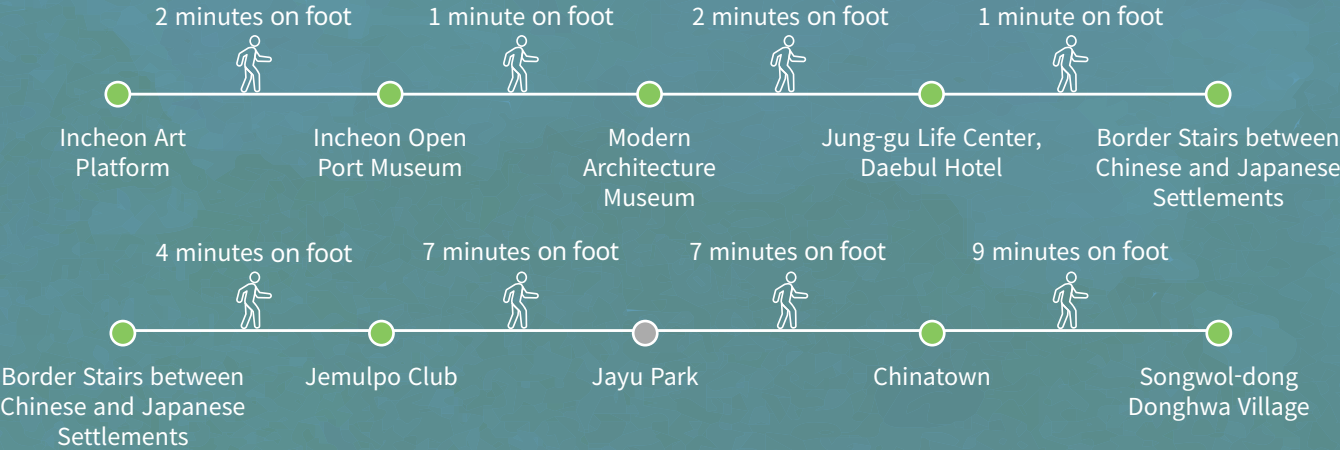 2 minutes on foot
1 minute on foot
2 minutes on foot
1 minute on foot
Incheon Art
Platform
Incheon Open
Port Museum
Modern
Architecture
Museum
Jung-gu Life Center,
Daebul Hotel
Border Stairs between
Chinese and Japanese
Settlements
4 minutes on foot
7 minutes on foot
7 minutes on foot
9 minutes on foot
Border Stairs between
Chinese and Japanese
Settlements
Jemulpo Club
Jayu Park
Chinatown
Songwol-dong
Donghwa Village